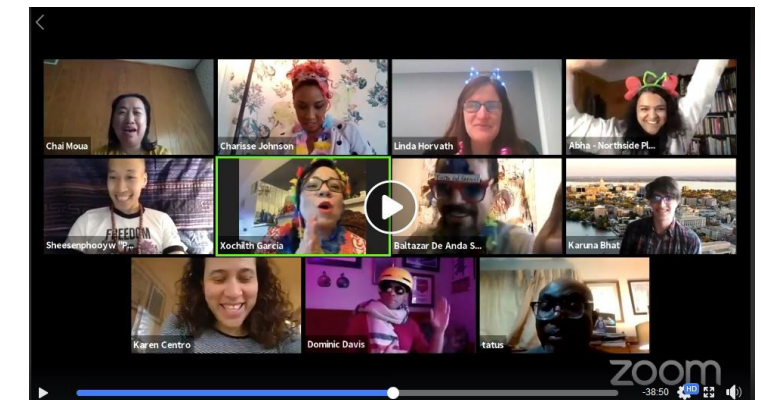 Chai Moua
Charisse Johnson
Linda Horvath
Abha - Northside Pl...
Sheesenphooyw "P...
Xochilth Garcia
Baltazar De Anda S...
Karuna Bhat
FREEDOM
Karen Centro
Dominic Davis
tatus
zoom
-38:50
HD